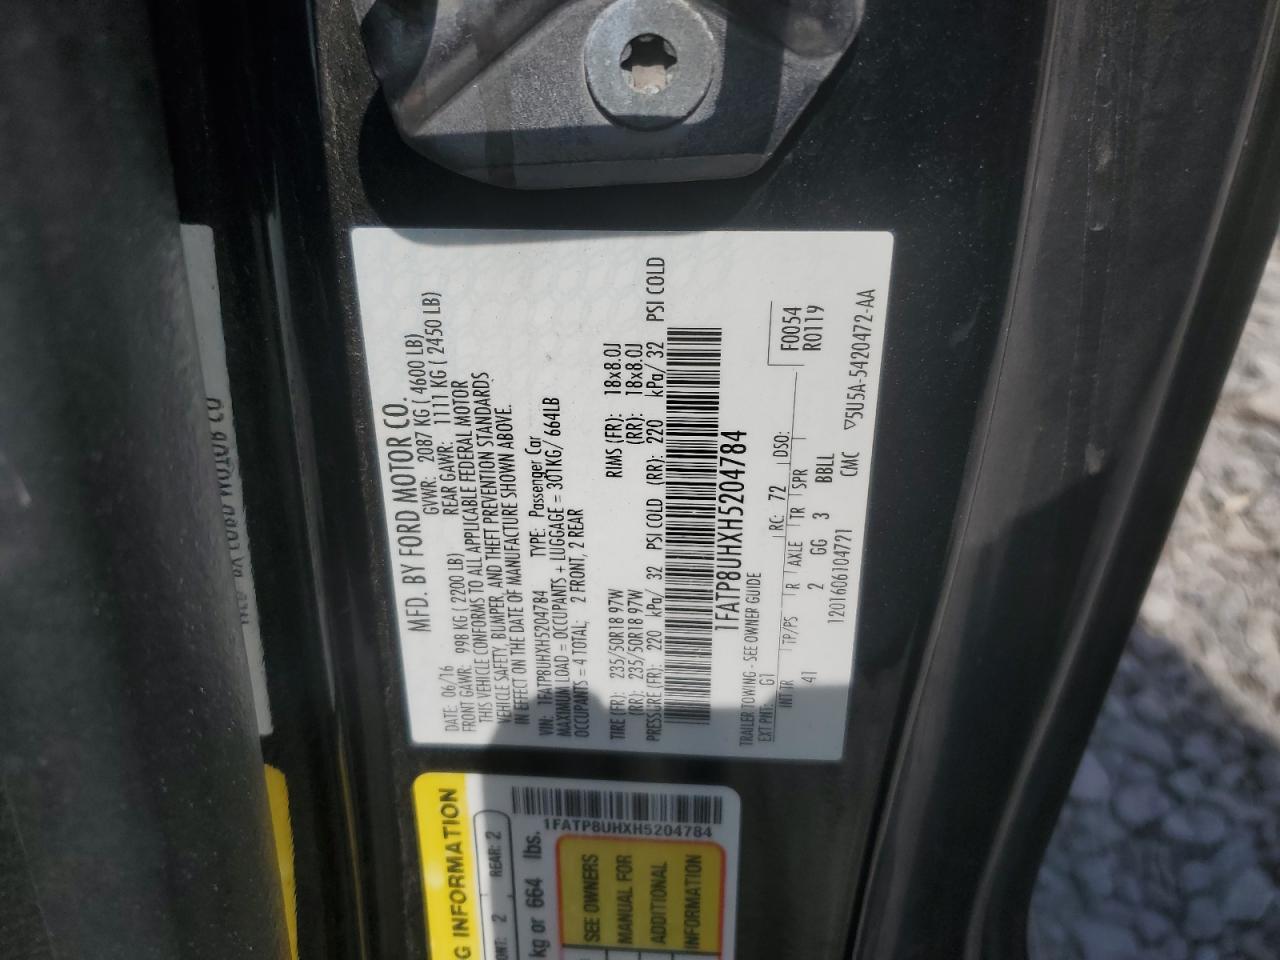 MFD. BY FORD MOTOR CO.
DATE: 06/16 GVWR: 2087 KG ( 4600 LB)
FRONT GAWR: 998 KG ( 2200 LB) REAR GAWR: 1111 KG ( 2450 LB)
THIS VEHICLE CONFORMS TO ALL APPLICABLE FEDERAL MOTOR
VEHICLE SAFETY, BUMPER, AND THEFT PREVENTION STANDARDS
IN EFFECT ON THE DATE OF MANUFACTURE SHOWN ABOVE.
VIN: 1FATP8UHXH5204784 TYPE: Passenger Car
MAXIMUM LOAD = OCCUPANTS + LUGGAGE = 301KG/ 664LB
OCCUPANTS = 4 TOTAL; 2 FRONT, 2 REAR
TIRE (FR): 235/50R18 97W RIMS (FR): 18x8.0J
(RR): 235/50R18 97W (RR): 18x8.0J
PRESSURE (FR): 220 kPa/ 32 PSI COLD (RR): 220 kPa/ 32 PSI COLD
1FATP8UHXH5204784
TRAILER TOWING - SEE OWNER GUIDE
EXT PNT: G1 RC: 72 DSO:
F0054
R0119
INT TR TP/PS R AXLE TR SPR
41 2 GG 3 BBLL
1201606104721 CMC
5U5A-5420472-AA
INFORMATION
2 REAR: 2
kg or 664 lbs.
1FATP8UHXH5204784
SEE OWNERS
MANUAL FOR
ADDITIONAL
INFORMATION